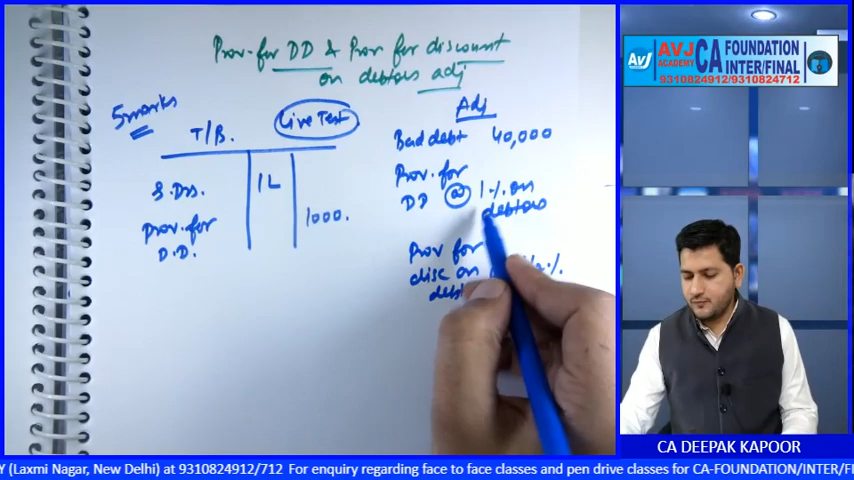 Prov. for DD & Prov for discount
on debtors adj
5 marks
T/B.
Live Test
S. Drs.
1L
Prov. for
D.D.
1000.
Adj
Bad debt 40,000
Prov. for
DD @ 1% on
debtors
Prov for
disc on
AVJ
AVJ
ACADEMY
CA
FOUNDATION
INTER/FINAL
9310824912/9310824712
CA DEEPAK KAPOOR
Y (Laxmi Nagar, New Delhi) at 9310824912/712 For enquiry regarding face to face classes and pen drive classes for CA-FOUNDATION/INTER/F